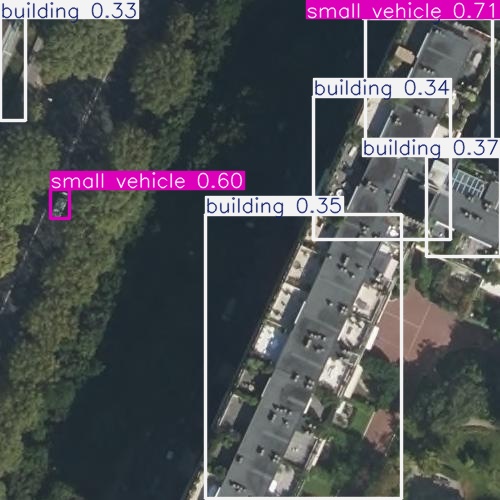 building 0.33
small vehicle 0.71
building 0.34
building 0.37
small vehicle 0.60
building 0.35